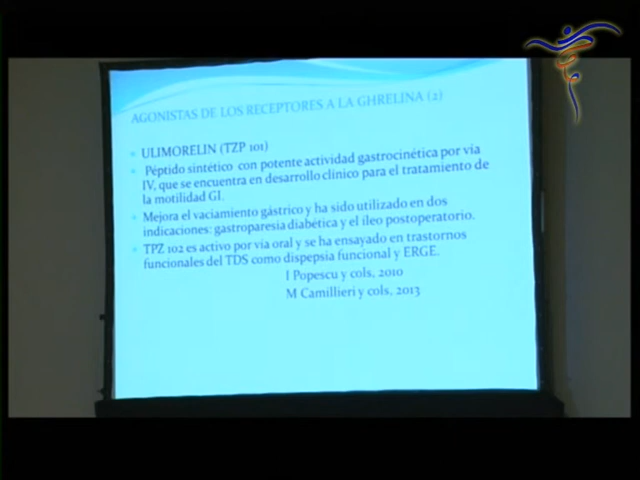 AGONISTAS DE LOS RECEPTORES A LA GHRELINA (2)
ULIMORELIN (TZP 101)
Péptido sintético con potente actividad gastrocinética por vía
IV, que se encuentra en desarrollo clínico para el tratamiento de
la motilidad GI.
Mejora el vaciamiento gástrico y ha sido utilizado en dos
indicaciones: gastroparesia diabética y el íleo postoperatorio.
TPZ 102 es activo por vía oral y se ha ensayado en trastornos
funcionales del TDS como dispepsia funcional y ERGE.
I Popescu y cols, 2010
M Camillieri y cols, 2013